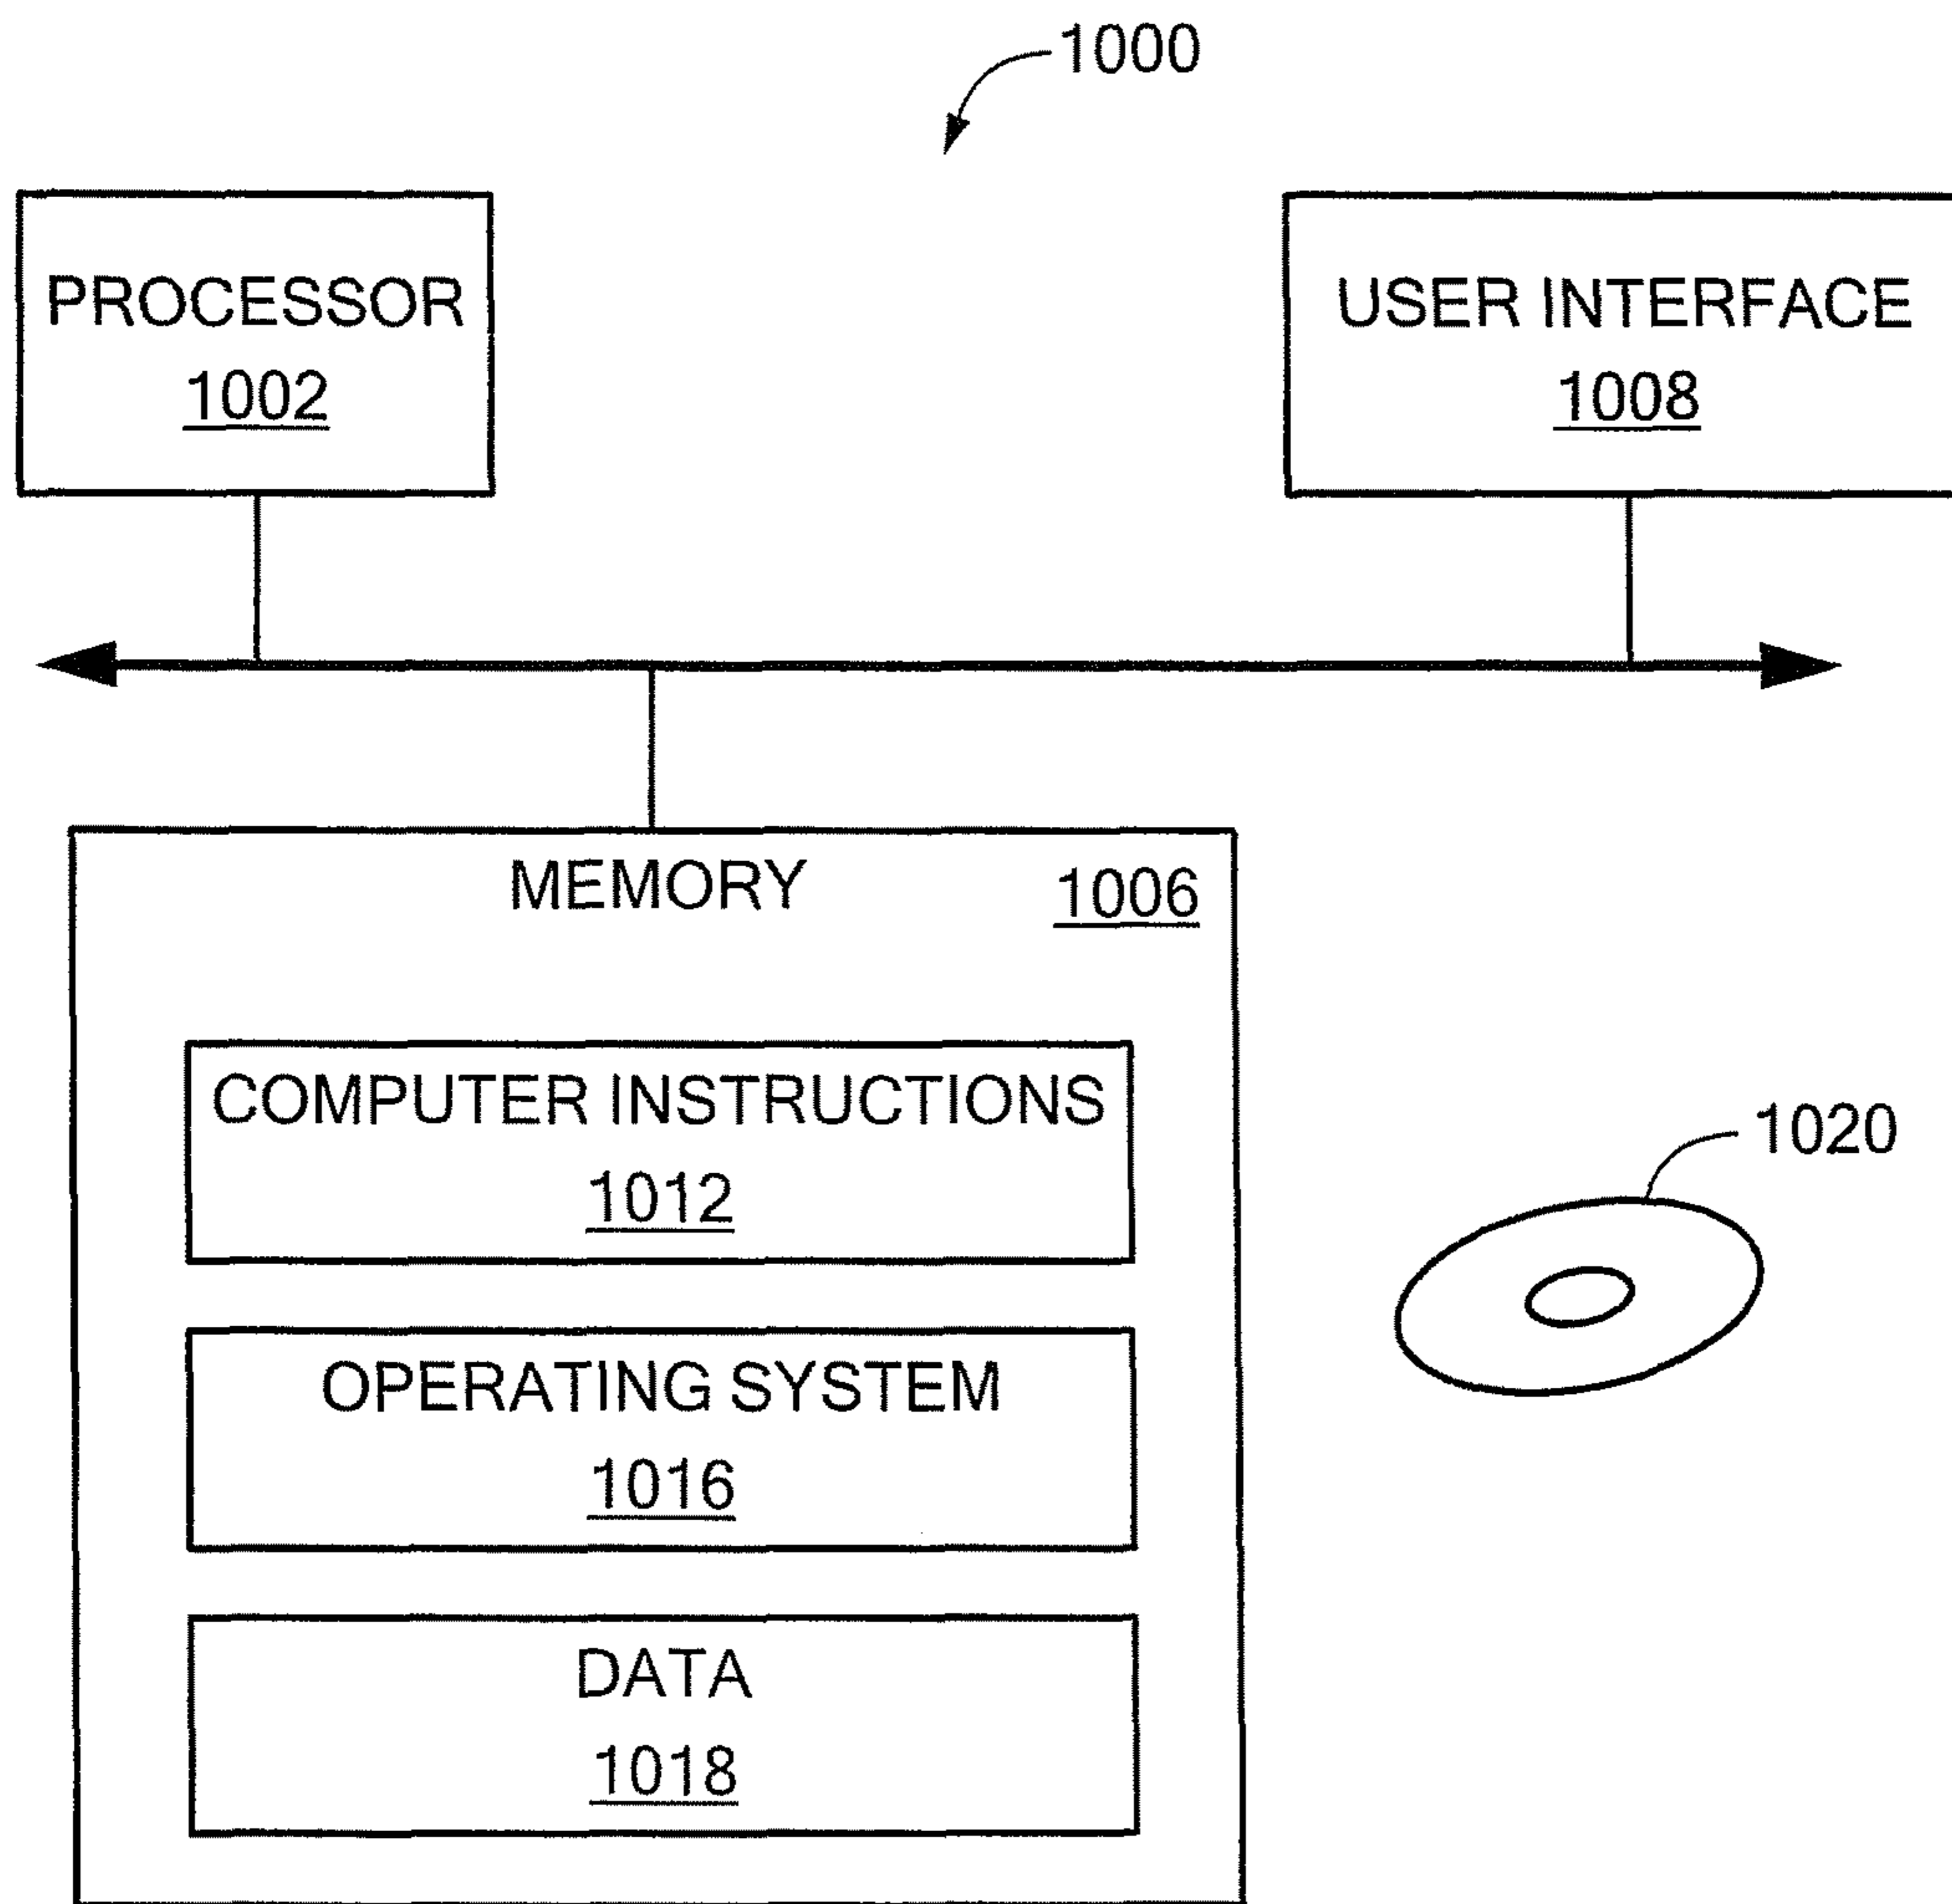 1000
PROCESSOR
1002
USER INTERFACE
1008
MEMORY
1006
COMPUTER INSTRUCTIONS
1012
OPERATING SYSTEM
1016
DATA
1018
1020